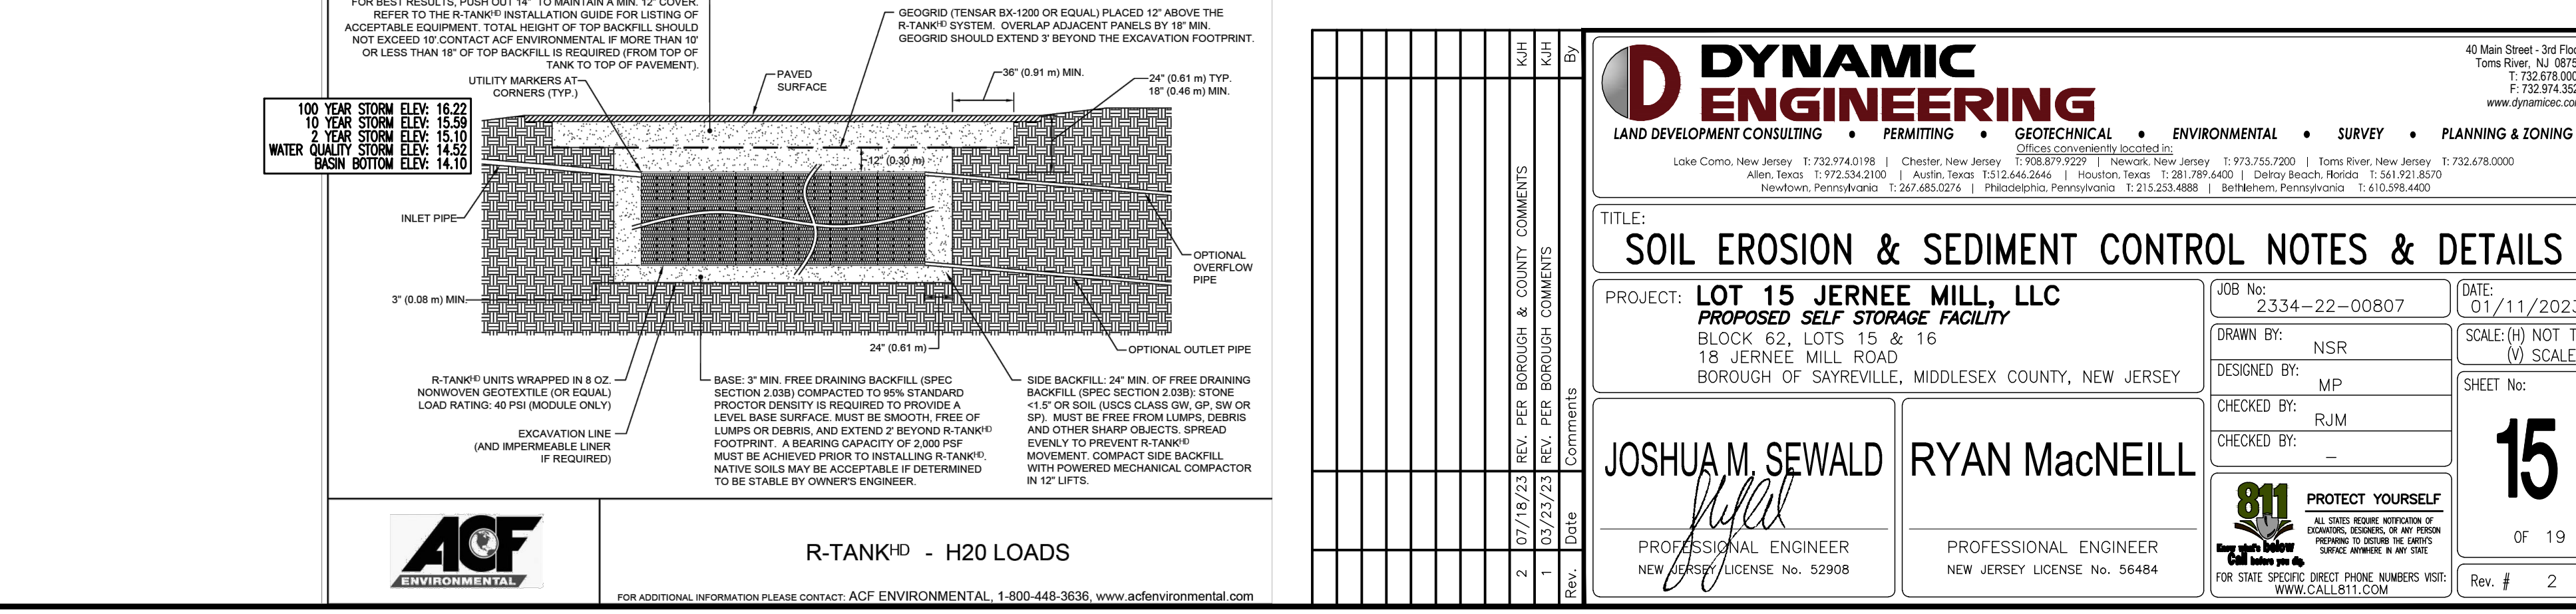 FOR BEST RESULTS, PUSH OUT 14" TO MAINTAIN A MIN. 12" COVER.
REFER TO THE R-TANKHD INSTALLATION GUIDE FOR LISTING OF
ACCEPTABLE EQUIPMENT. TOTAL HEIGHT OF TOP BACKFILL SHOULD
NOT EXCEED 10'.CONTACT ACF ENVIRONMENTAL IF MORE THAN 10'
OR LESS THAN 18" OF TOP BACKFILL IS REQUIRED (FROM TOP OF
TANK TO TOP OF PAVEMENT).
GEOGRID (TENSAR BX-1200 OR EQUAL) PLACED 12" ABOVE THE
R-TANKHD SYSTEM. OVERLAP ADJACENT PANELS BY 18" MIN.
GEOGRID SHOULD EXTEND 3' BEYOND THE EXCAVATION FOOTPRINT.
UTILITY MARKERS AT
CORNERS (TYP.)
PAVED
SURFACE
36" (0.91 m) MIN.
24" (0.61 m) TYP.
18" (0.46 m) MIN.
100 YEAR STORM ELEV: 16.22
10 YEAR STORM ELEV: 15.59
2 YEAR STORM ELEV: 15.10
WATER QUALITY STORM ELEV: 14.52
BASIN BOTTOM ELEV: 14.10
12" (0.30 m)
INLET PIPE
OPTIONAL
OVERFLOW
PIPE
3" (0.08 m) MIN.
24" (0.61 m)
OPTIONAL OUTLET PIPE
R-TANKHD UNITS WRAPPED IN 8 OZ.
NONWOVEN GEOTEXTILE (OR EQUAL)
LOAD RATING: 40 PSI (MODULE ONLY)
EXCAVATION LINE
(AND IMPERMEABLE LINER
IF REQUIRED)
BASE: 3" MIN. FREE DRAINING BACKFILL (SPEC
SECTION 2.03B) COMPACTED TO 95% STANDARD
PROCTOR DENSITY IS REQUIRED TO PROVIDE A
LEVEL BASE SURFACE. MUST BE SMOOTH, FREE OF
LUMPS OR DEBRIS, AND EXTEND 2' BEYOND R-TANKHD
FOOTPRINT. A BEARING CAPACITY OF 2,000 PSF
MUST BE ACHIEVED PRIOR TO INSTALLING R-TANKHD.
NATIVE SOILS MAY BE ACCEPTABLE IF DETERMINED
TO BE STABLE BY OWNER'S ENGINEER.
SIDE BACKFILL: 24" MIN. OF FREE DRAINING
BACKFILL (SPEC SECTION 2.03B): STONE
<1.5" OR SOIL (USCS CLASS GW, GP, SW OR
SP). MUST BE FREE FROM LUMPS, DEBRIS
AND OTHER SHARP OBJECTS. SPREAD
EVENLY TO PREVENT R-TANKHD
MOVEMENT. COMPACT SIDE BACKFILL
WITH POWERED MECHANICAL COMPACTOR
IN 12" LIFTS.
ACF
ENVIRONMENTAL
R-TANKHD - H20 LOADS
FOR ADDITIONAL INFORMATION PLEASE CONTACT: ACF ENVIRONMENTAL, 1-800-448-3636, www.acfenvironmental.com
2 07/18/23 REV. PER BOROUGH & COUNTY COMMENTS KJH
1 03/23/23 REV. PER BOROUGH COMMENTS KJH
Rev. Date Comments By
DYNAMIC
ENGINEERING
40 Main Street - 3rd Floo
Toms River, NJ 0875
T: 732.678.000
F: 732.974.352
www.dynamicec.co
LAND DEVELOPMENT CONSULTING • PERMITTING • GEOTECHNICAL • ENVIRONMENTAL • SURVEY • PLANNING & ZONING
Offices conveniently located in:
Lake Como, New Jersey T: 732.974.0198 | Chester, New Jersey T: 908.879.9229 | Newark, New Jersey T: 973.755.7200 | Toms River, New Jersey T: 732.678.0000
Allen, Texas T: 972.534.2100 | Austin, Texas T:512.646.2646 | Houston, Texas T: 281.789.6400 | Delray Beach, Florida T: 561.921.8570
Newtown, Pennsylvania T: 267.685.0276 | Philadelphia, Pennsylvania T: 215.253.4888 | Bethlehem, Pennsylvania T: 610.598.4400
TITLE:
SOIL EROSION & SEDIMENT CONTROL NOTES & DETAILS
PROJECT: LOT 15 JERNEE MILL, LLC
PROPOSED SELF STORAGE FACILITY
BLOCK 62, LOTS 15 & 16
18 JERNEE MILL ROAD
BOROUGH OF SAYREVILLE, MIDDLESEX COUNTY, NEW JERSEY
JOB No:
2334-22-00807
DATE:
01/11/2023
DRAWN BY:
NSR
SCALE: (H) NOT T
(V) SCALE
DESIGNED BY:
MP
SHEET No:
CHECKED BY:
RJM
CHECKED BY:
–
15
OF 19
Rev. # 2
JOSHUA M. SEWALD
PROFESSIONAL ENGINEER
NEW JERSEY LICENSE No. 52908
RYAN MacNEILL
PROFESSIONAL ENGINEER
NEW JERSEY LICENSE No. 56484
811
Know what's below
Call before you dig.
PROTECT YOURSELF
ALL STATES REQUIRE NOTIFICATION OF
EXCAVATORS, DESIGNERS, OR ANY PERSON
PREPARING TO DISTURB THE EARTH'S
SURFACE ANYWHERE IN ANY STATE
FOR STATE SPECIFIC DIRECT PHONE NUMBERS VISIT:
WWW.CALL811.COM